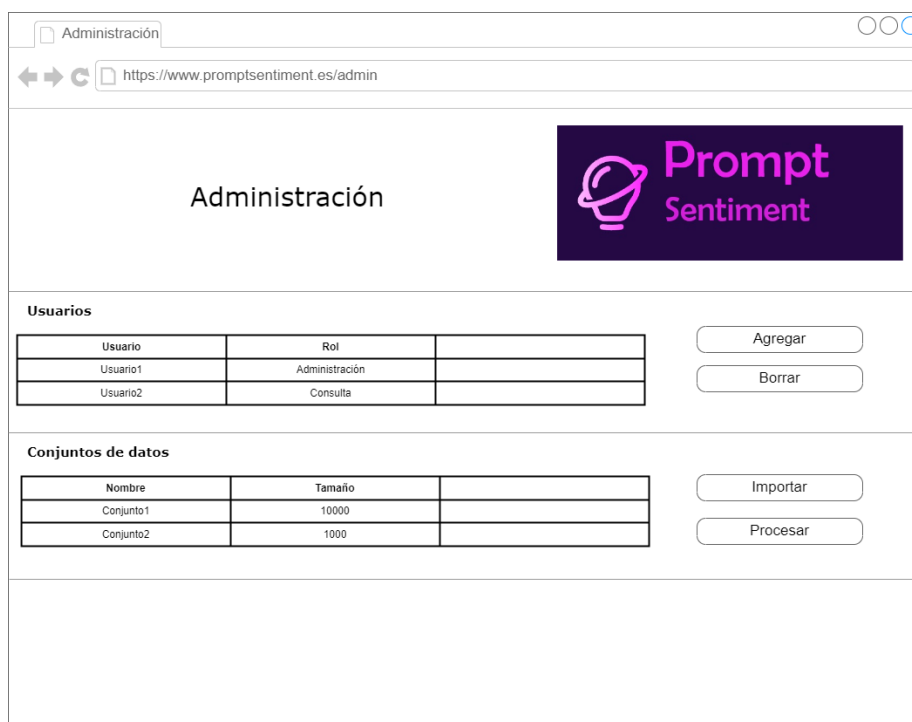 Administración
https://www.promptsentiment.es/admin
Administración
Prompt
Sentiment
Usuarios
Usuario Rol
Usuario1 Administración
Usuario2 Consulta
Agregar
Borrar
Conjuntos de datos
Nombre Tamaño
Conjunto1 10000
Conjunto2 1000
Importar
Procesar